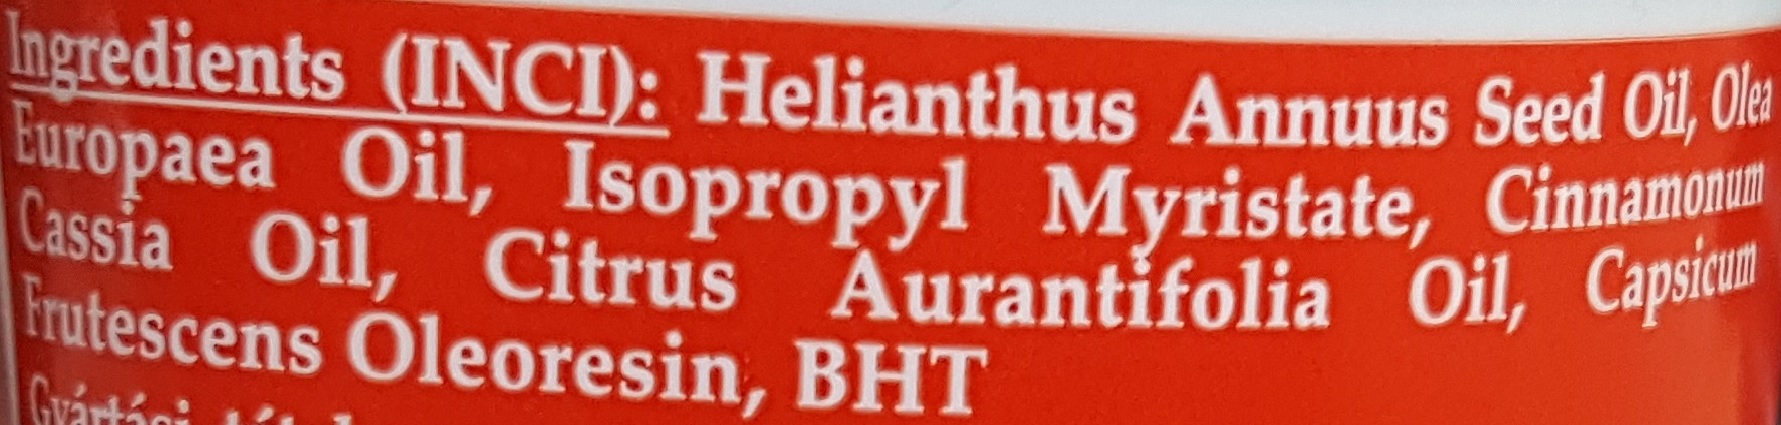 Ingredients (INCI): Helianthus Annuus Seed Oil, Olea
Europaea Oil, Isopropyl Myristate, Cinnamonum
Cassia Oil, Citrus Aurantifolia Oil, Capsicum
Frutescens Oleoresin, BHT
Gyártási